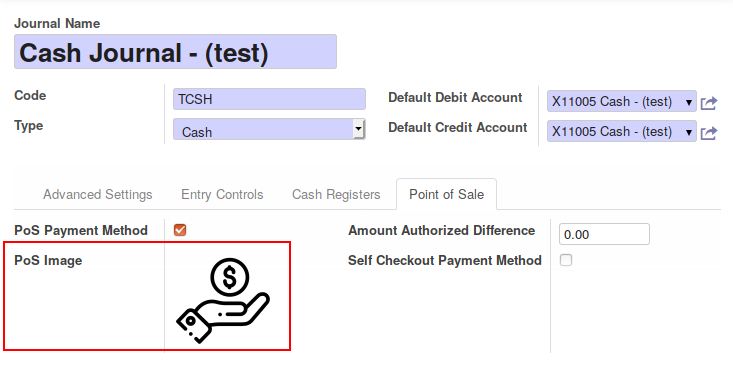 Journal Name
Cash Journal - (test)
Code TCSH Default Debit Account X11005 Cash - (test)
Type Cash Default Credit Account X11005 Cash - (test)
Advanced Settings Entry Controls Cash Registers Point of Sale
PoS Payment Method Amount Authorized Difference 0.00
PoS Image $ Self Checkout Payment Method